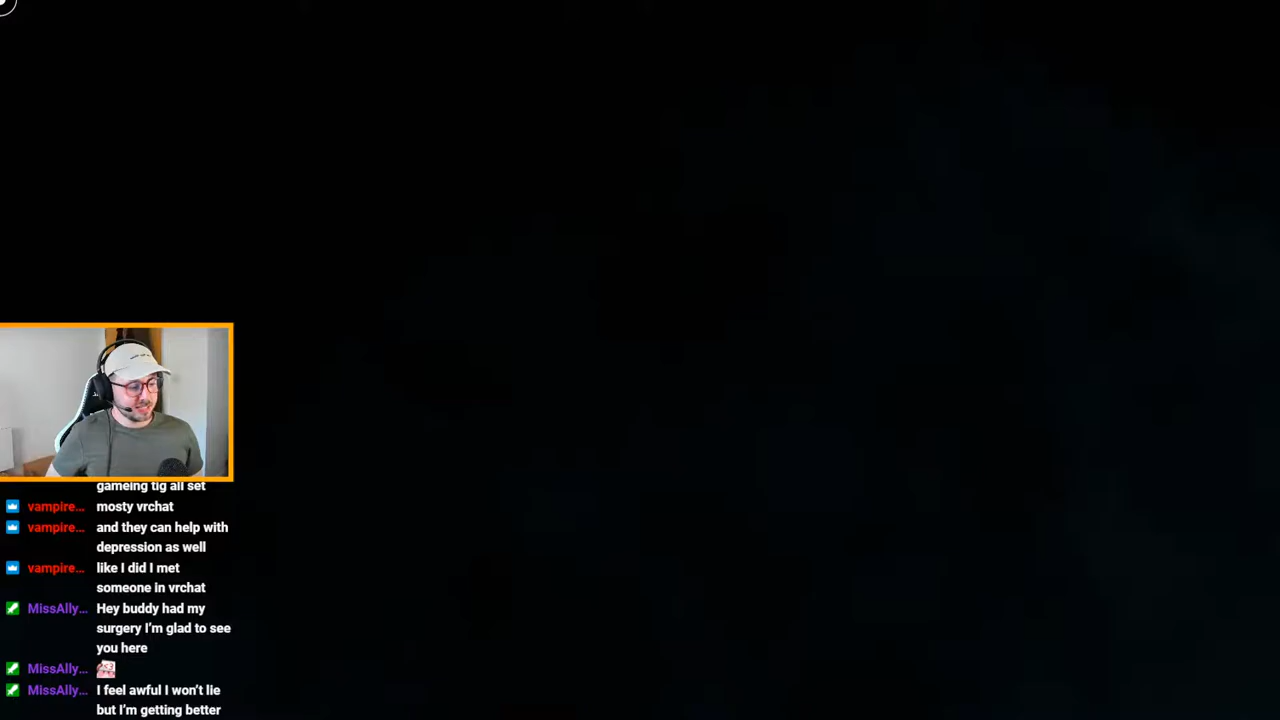 gameing tig all set
vampire... mosty vrchat
vampire... and they can help with
depression as well
vampire... like I did I met
someone in vrchat
MissAlly... Hey buddy had my
surgery I'm glad to see
you here
MissAlly...
MissAlly... I feel awful I won't lie
but I'm getting better